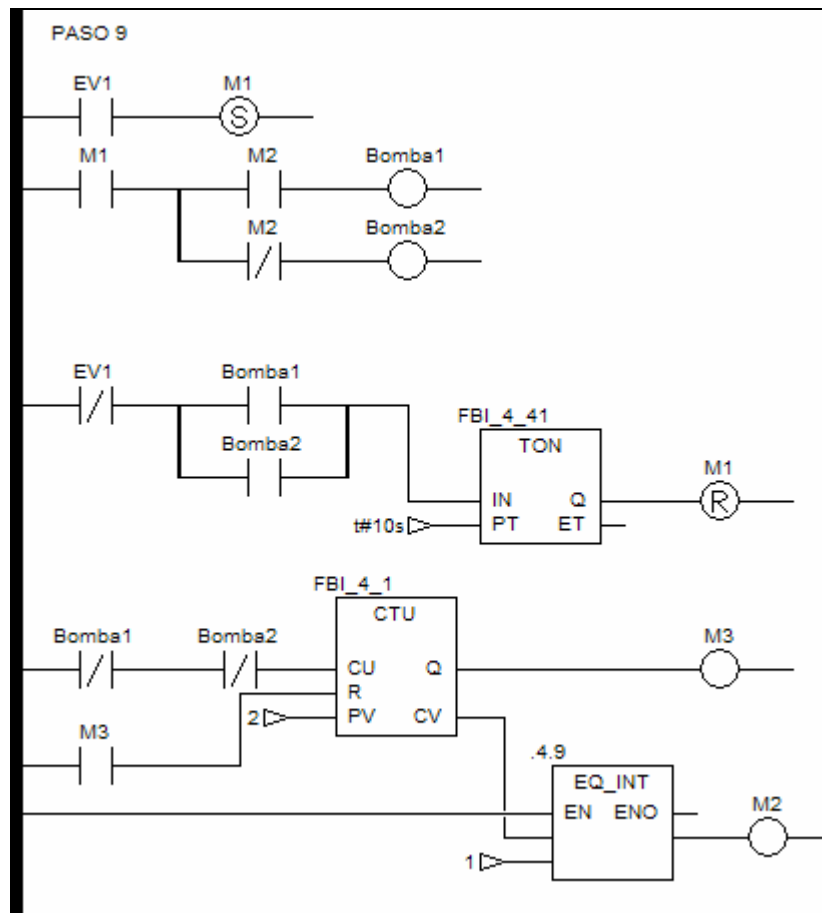 PASO 9
EV1 M1
S
M1 M2 Bomba1
M2 Bomba2
EV1 Bomba1
Bomba2
FBI_4_41
TON
M1
IN Q
R
t#10s PT ET
FBI_4_1
CTU
Bomba1 Bomba2 M3
CU Q
R
2 PV CV
M3
.4.9
EQ_INT
EN ENO
M2
1